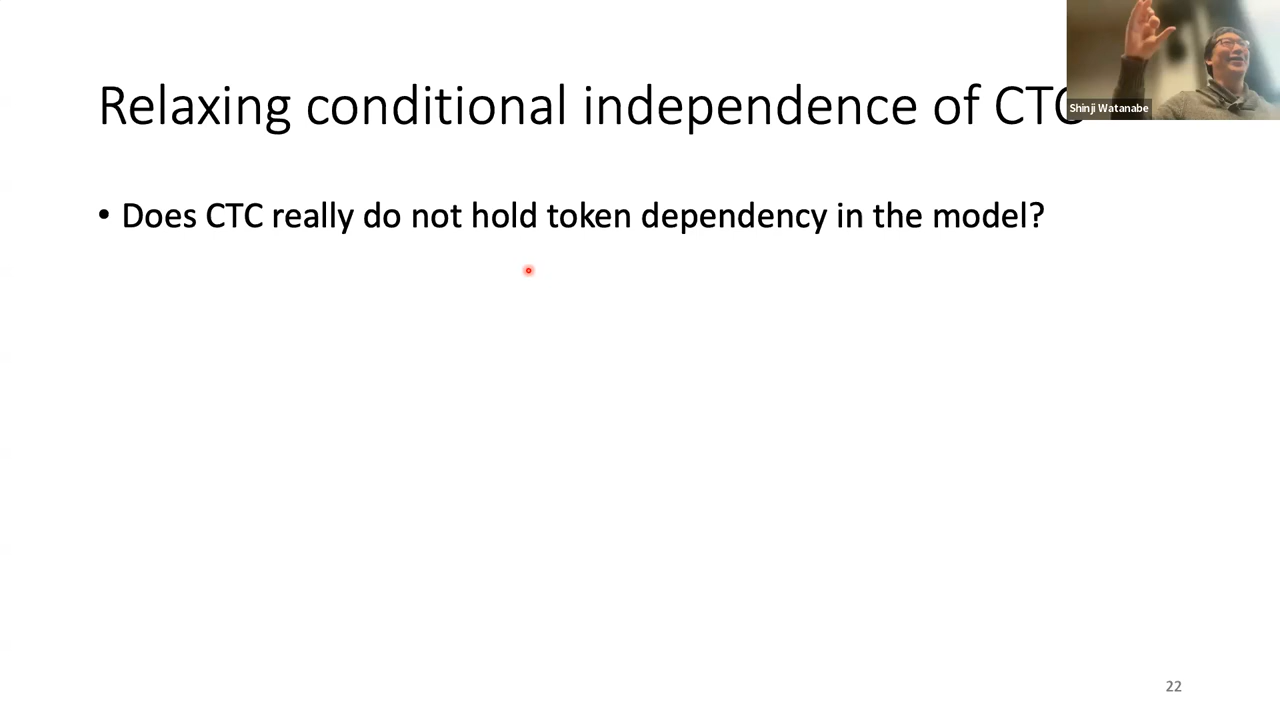 Relaxing conditional independence of CTC
Shinji Watanabe
• Does CTC really do not hold token dependency in the model?
22